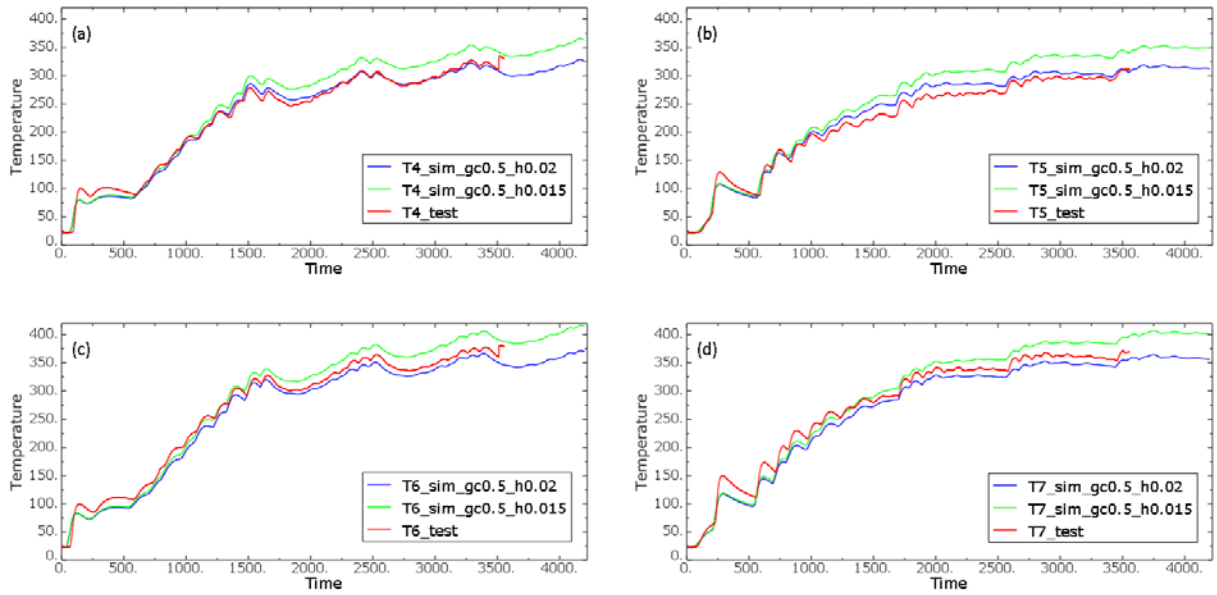 (a)
Temperature
400.
350.
300.
250.
200.
150.
100.
50.
0.
T4_sim_gc0.5_h0.02
T4_sim_gc0.5_h0.015
T4_test
0. 500. 1000. 1500. 2000. 2500. 3000. 3500. 4000.
Time
(b)
Temperature
400.
350.
300.
250.
200.
150.
100.
50.
0.
T5_sim_gc0.5_h0.02
T5_sim_gc0.5_h0.015
T5_test
0. 500. 1000. 1500. 2000. 2500. 3000. 3500. 4000.
Time
(c)
Temperature
400.
350.
300.
250.
200.
150.
100.
50.
0.
T6_sim_gc0.5_h0.02
T6_sim_gc0.5_h0.015
T6_test
0. 500. 1000. 1500. 2000. 2500. 3000. 3500. 4000.
Time
(d)
Temperature
400.
350.
300.
250.
200.
150.
100.
50.
0.
T7_sim_gc0.5_h0.02
T7_sim_gc0.5_h0.015
T7_test
0. 500. 1000. 1500. 2000. 2500. 3000. 3500. 4000.
Time